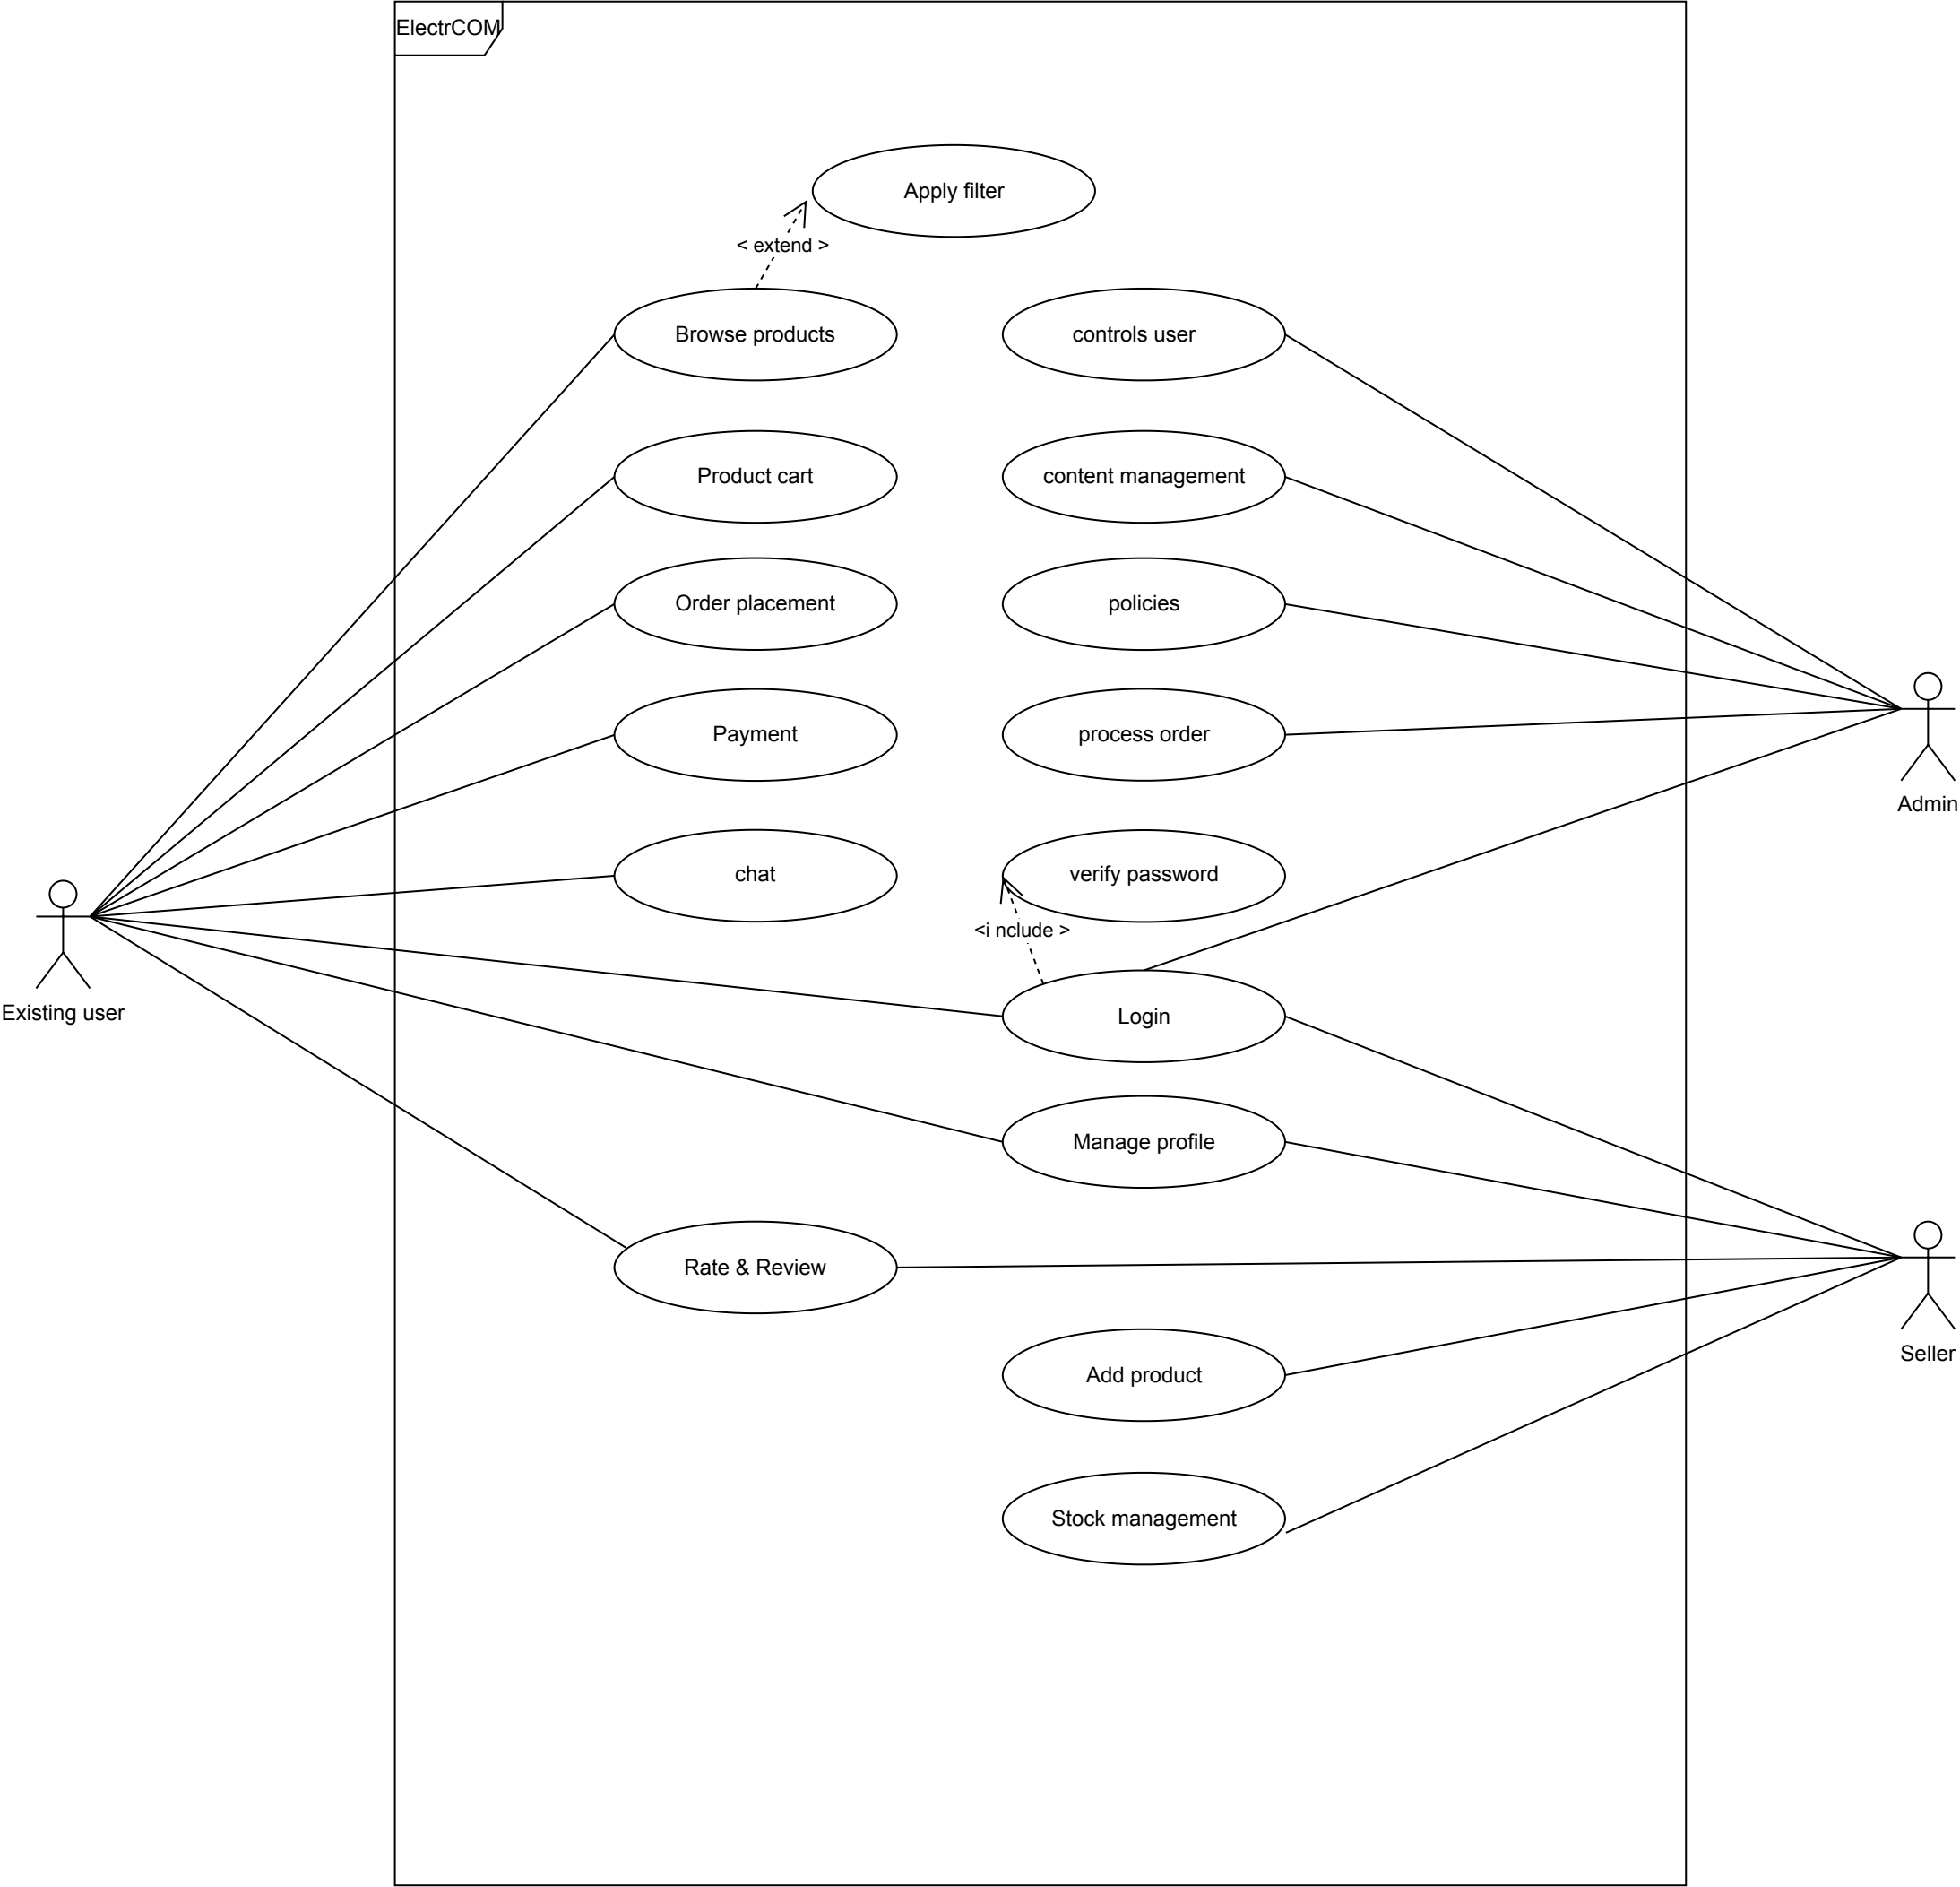 ElectrCOM
Apply filter
< extend >
Browse products
controls user
Product cart
content management
Order placement
policies
Payment
process order
Admin
chat
verify password
<i nclude >
Existing user
Login
Manage profile
Rate & Review
Seller
Add product
Stock management